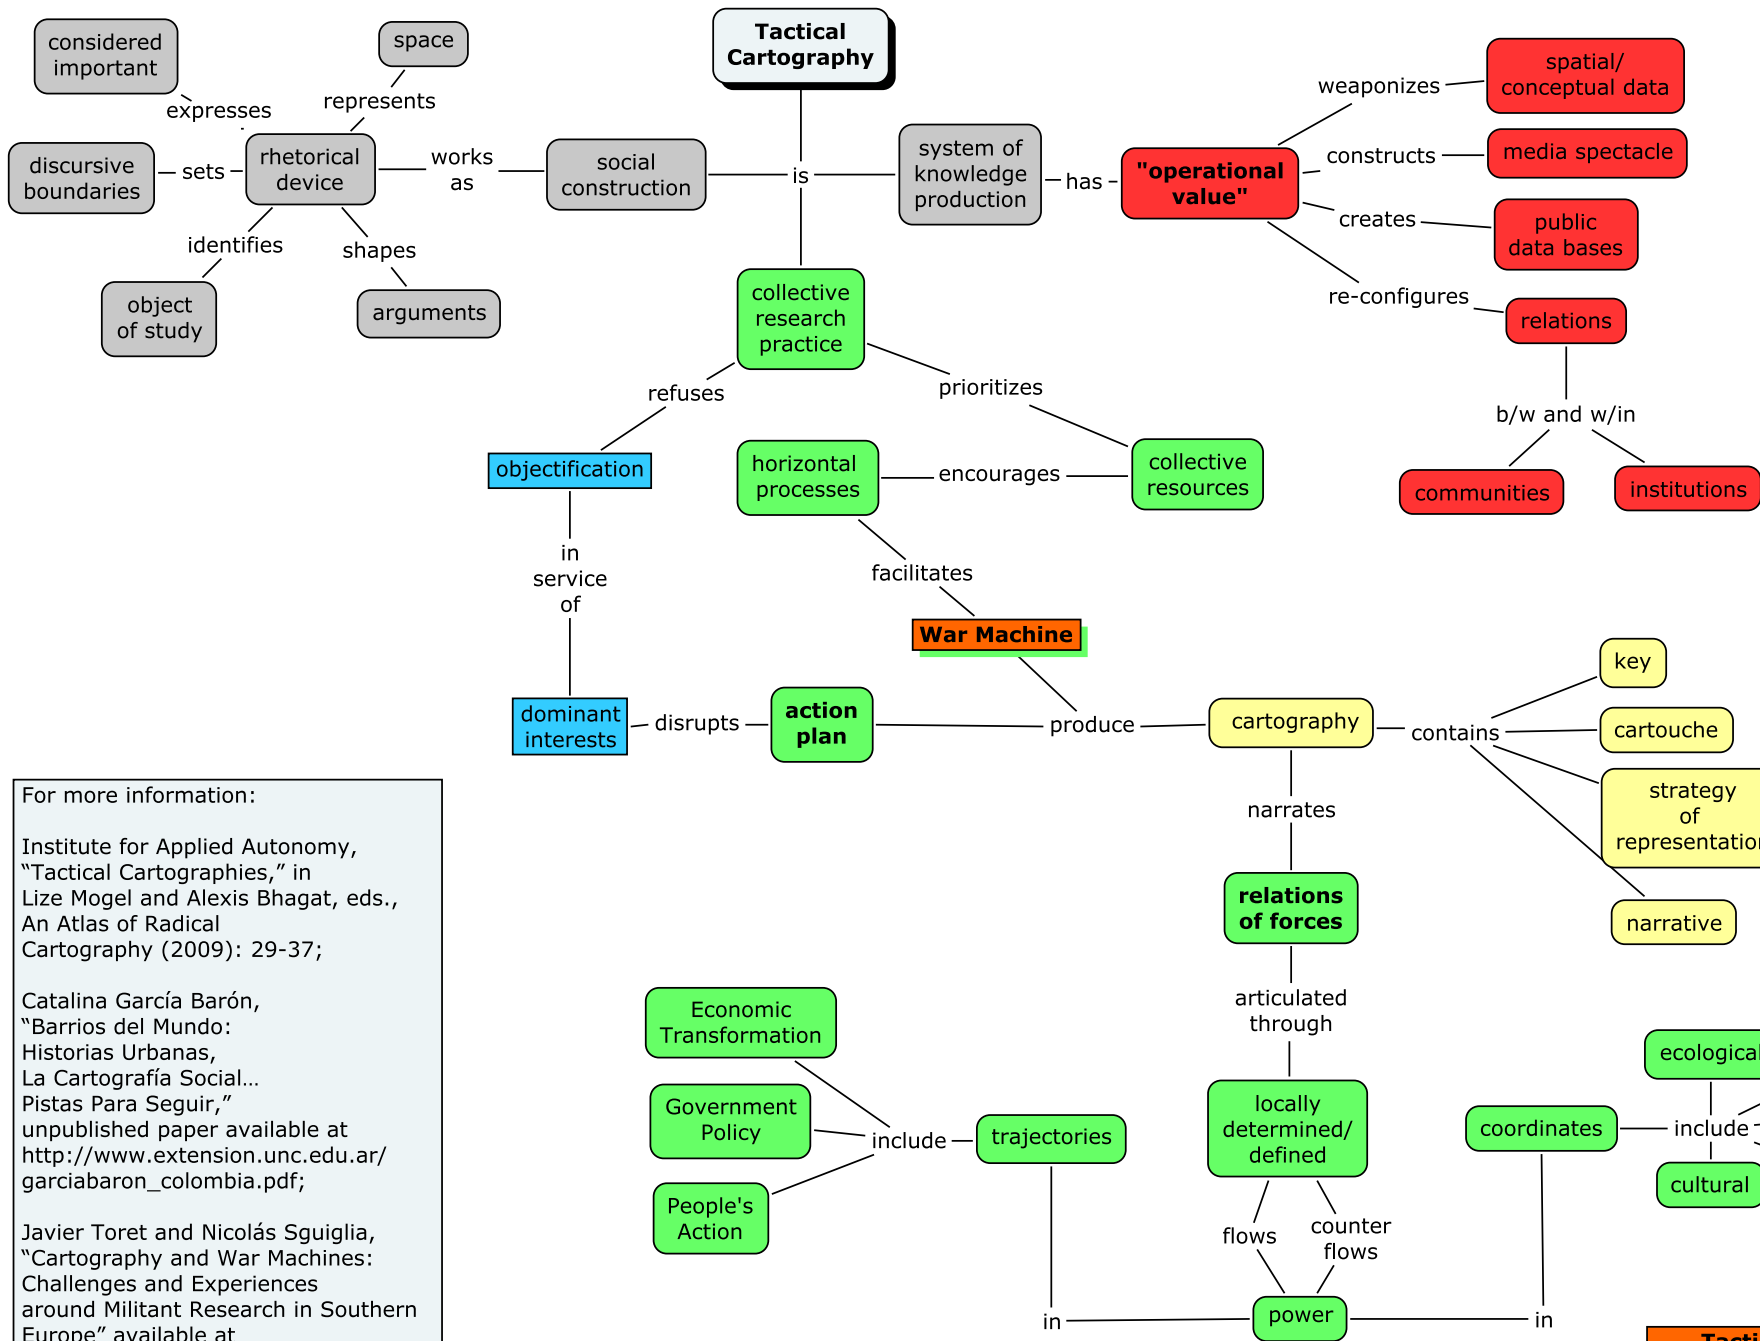 Tactical
Cartography
considered
important
space
expresses
represents
discursive
boundaries
sets
rhetorical
device
works
as
social
construction
is
identifies
shapes
object
of study
arguments
system of
knowledge
production
has
"operational
value"
weaponizes
spatial/
conceptual data
constructs
media spectacle
creates
public
data bases
re-configures
relations
b/w and w/in
communities
institutions
collective
research
practice
refuses
prioritizes
objectification
horizontal
processes
encourages
collective
resources
in
service
of
facilitates
War Machine
dominant
interests
disrupts
action
plan
produce
cartography
contains
key
cartouche
strategy
of
narrative
narrates
relations
of forces
articulated
through
locally
determined/
defined
flows
counter
flows
power
Economic
Transformation
Government
Policy
People's
Action
include
trajectories
in
in
coordinates
include
ecological
cultural
For more information:
Institute for Applied Autonomy,
“Tactical Cartographies,” in
Lize Mogel and Alexis Bhagat, eds.,
An Atlas of Radical
Cartography (2009): 29-37;
Catalina García Barón,
“Barrios del Mundo:
Historias Urbanas,
La Cartografía Social…
Pistas Para Seguir,”
unpublished paper available at
http://www.extension.unc.edu.ar/
garciabaron_colombia.pdf;
Javier Toret and Nicolás Sguiglia,
“Cartography and War Machines:
Challenges and Experiences
around Militant Research in Southern
Europe” available at